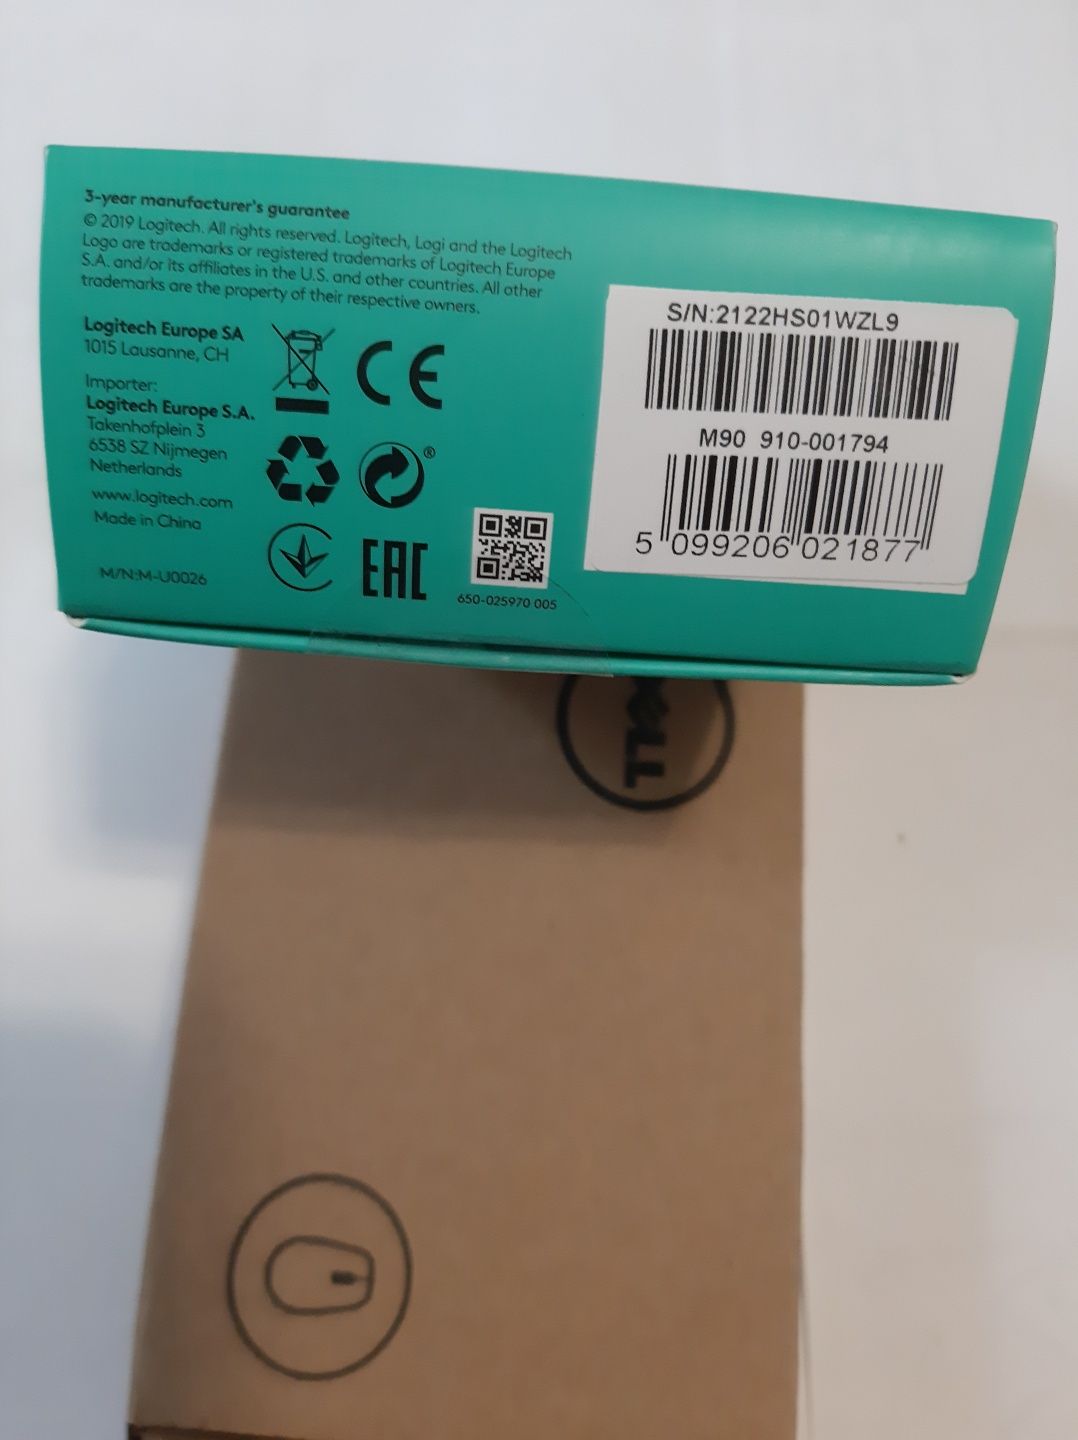 3-year manufacturer's guarantee
© 2019 Logitech. All rights reserved. Logitech, Logi and the Logitech
Logo are trademarks or registered trademarks of Logitech Europe
S.A. and/or its affiliates in the U.S. and other countries. All other
trademarks are the property of their respective owners.
Logitech Europe SA
1015 Lausanne, CH
Importer:
Logitech Europe S.A.
Takenhofplein 3
6538 SZ Nijmegen
Netherlands
www.logitech.com
Made in China
M/N:M-U0026
CE
®
EAC
650-025970 005
S/N:2122HS01WZL9
M90 910-001794
5 099206 021877
DELL